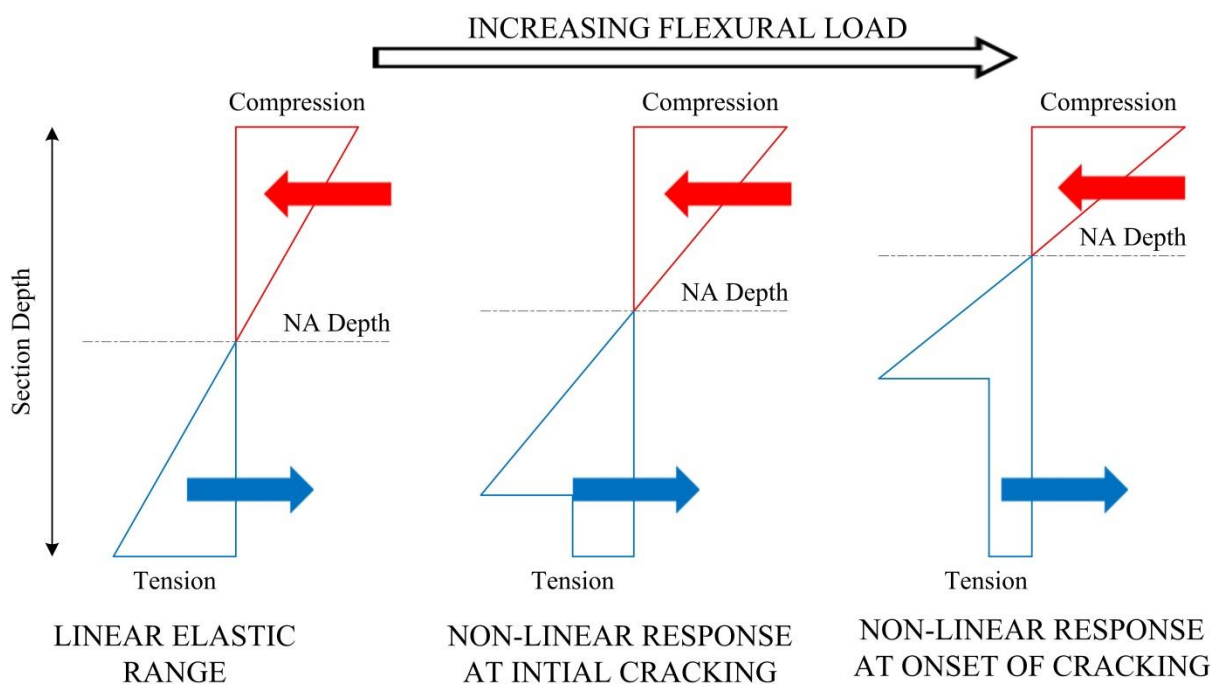 INCREASING FLEXURAL LOAD
Compression
Compression
Compression
NA Depth
NA Depth
NA Depth
Section Depth
Tension
Tension
Tension
LINEAR ELASTIC
RANGE
NON-LINEAR RESPONSE
AT INTIAL CRACKING
NON-LINEAR RESPONSE
AT ONSET OF CRACKING